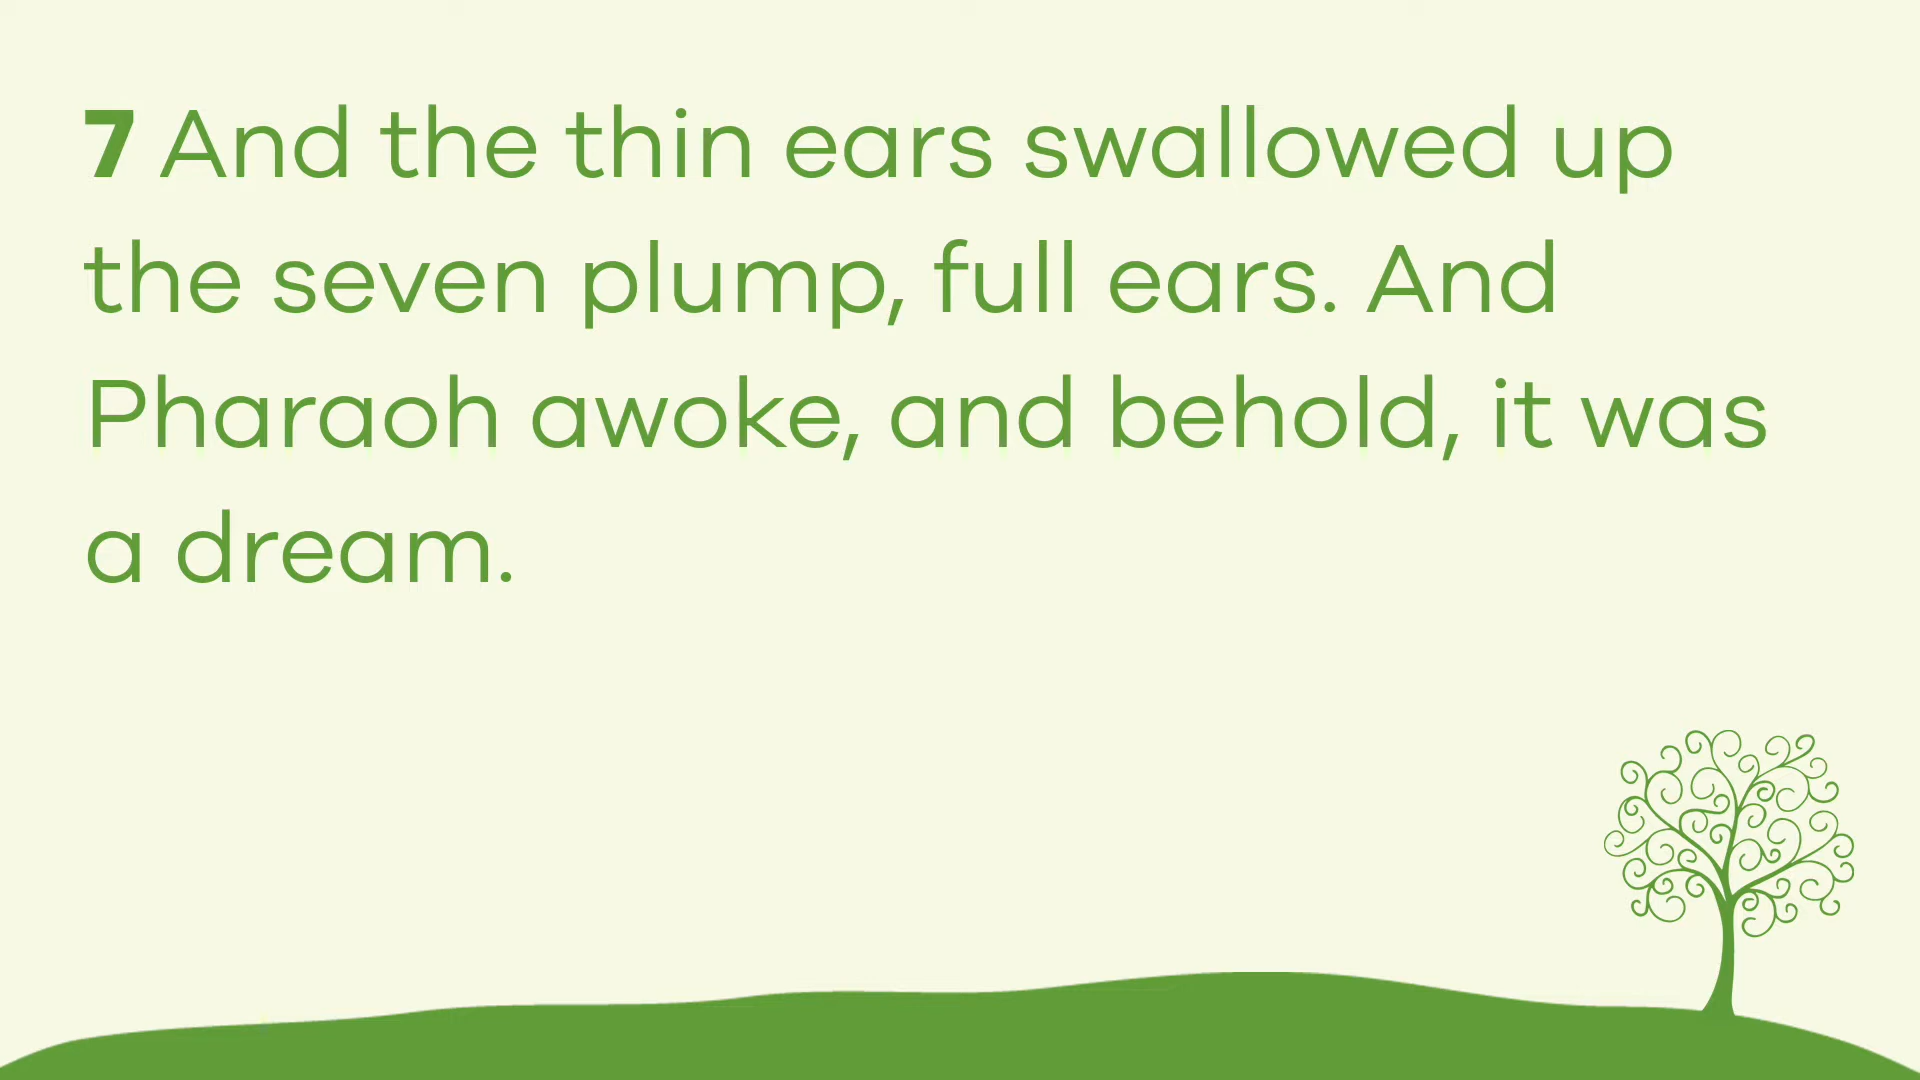 7 And the thin ears swallowed up
the seven plump, full ears. And
Pharaoh awoke, and behold, it was
a dream.